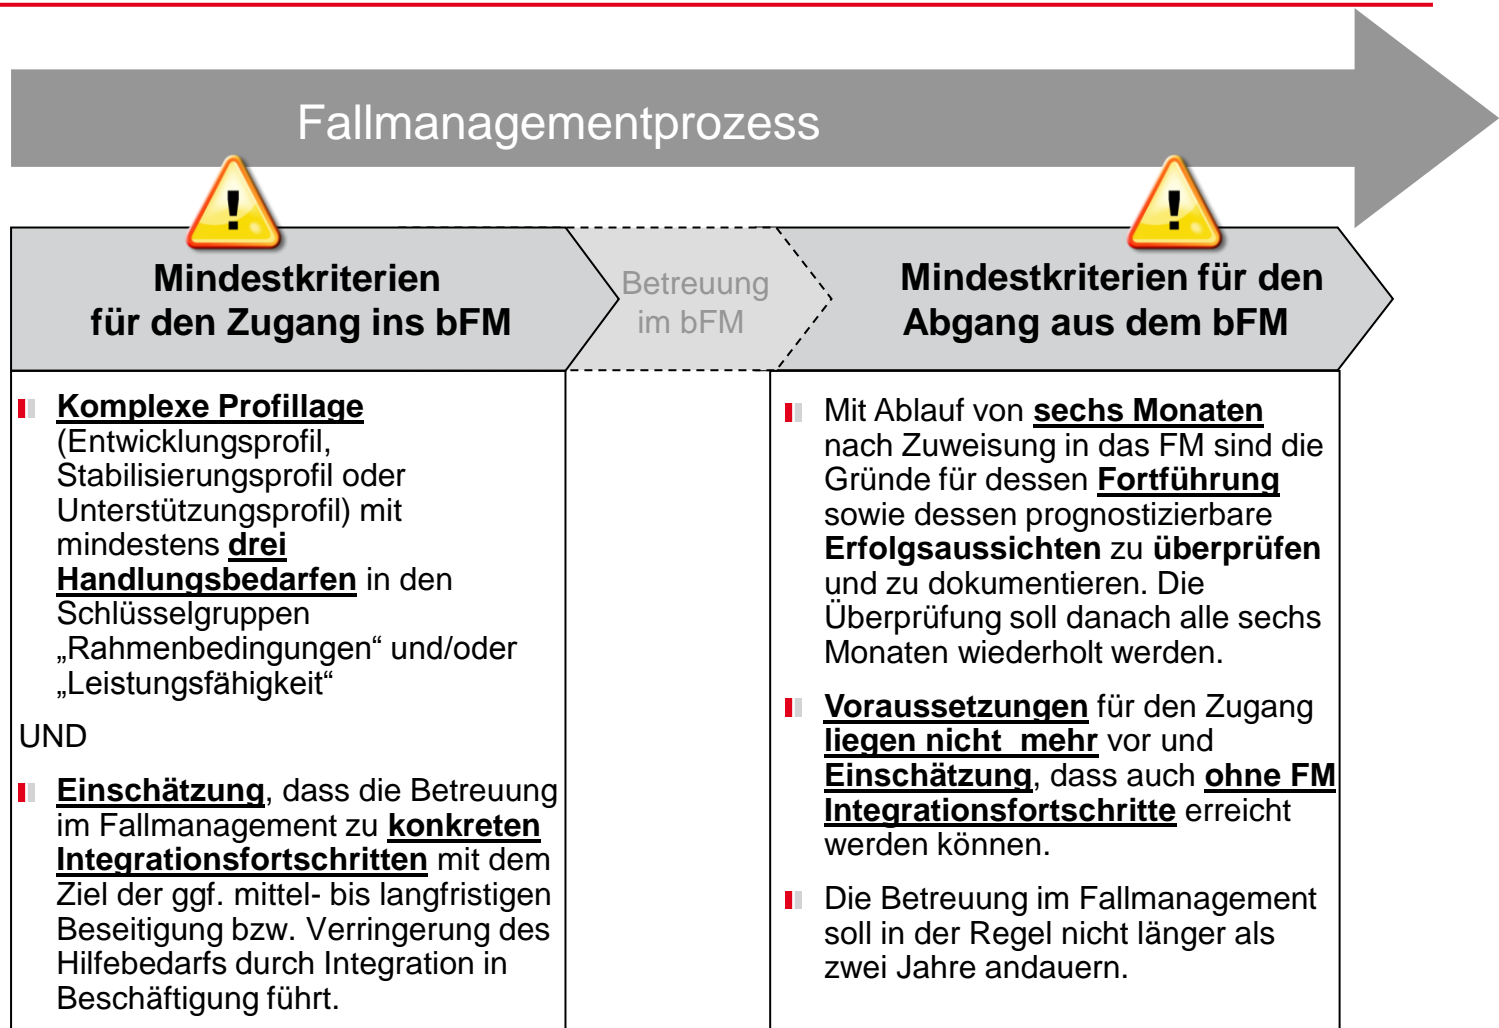 Fallmanagementprozess
!
!
Mindestkriterien
für den Zugang ins bFM
Betreuung
im bFM
Mindestkriterien für den
Abgang aus dem bFM
Komplexe Profillage
(Entwicklungsprofil,
Stabilisierungsprofil oder
Unterstützungsprofil) mit
mindestens drei
Handlungsbedarfen in den
Schlüsselgruppen
„Rahmenbedingungen“ und/oder
„Leistungsfähigkeit“
UND
Einschätzung, dass die Betreuung
im Fallmanagement zu konkreten
Integrationsfortschritten mit dem
Ziel der ggf. mittel- bis langfristigen
Beseitigung bzw. Verringerung des
Hilfebedarfs durch Integration in
Beschäftigung führt.
Mit Ablauf von sechs Monaten
nach Zuweisung in das FM sind die
Gründe für dessen Fortführung
sowie dessen prognostizierbare
Erfolgsaussichten zu überprüfen
und zu dokumentieren. Die
Überprüfung soll danach alle sechs
Monaten wiederholt werden.
Voraussetzungen für den Zugang
liegen nicht mehr vor und
Einschätzung, dass auch ohne FM
Integrationsfortschritte erreicht
werden können.
Die Betreuung im Fallmanagement
soll in der Regel nicht länger als
zwei Jahre andauern.